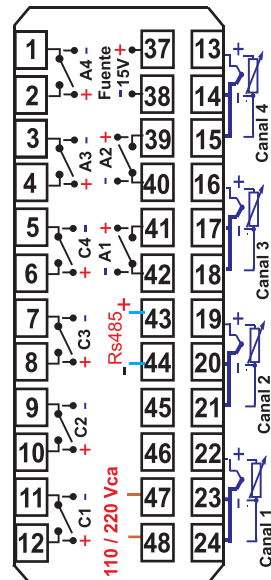 1 - A4 Fuente + 37 13 +
2 + -15V 38 14 - Canal 4
3 - A3 A2 + 39 15
4 + - 40 16 +
5 - C4 A1 + 41 17 - Canal 3
6 + - 42 18
7 - C3 Rs485 + 43 19 +
8 + - 44 20 - Canal 2
9 - C2 45 21
10 + 46 22 +
11 - C1 110 / 220 Vca 47 23 - Canal 1
12 + 48 24